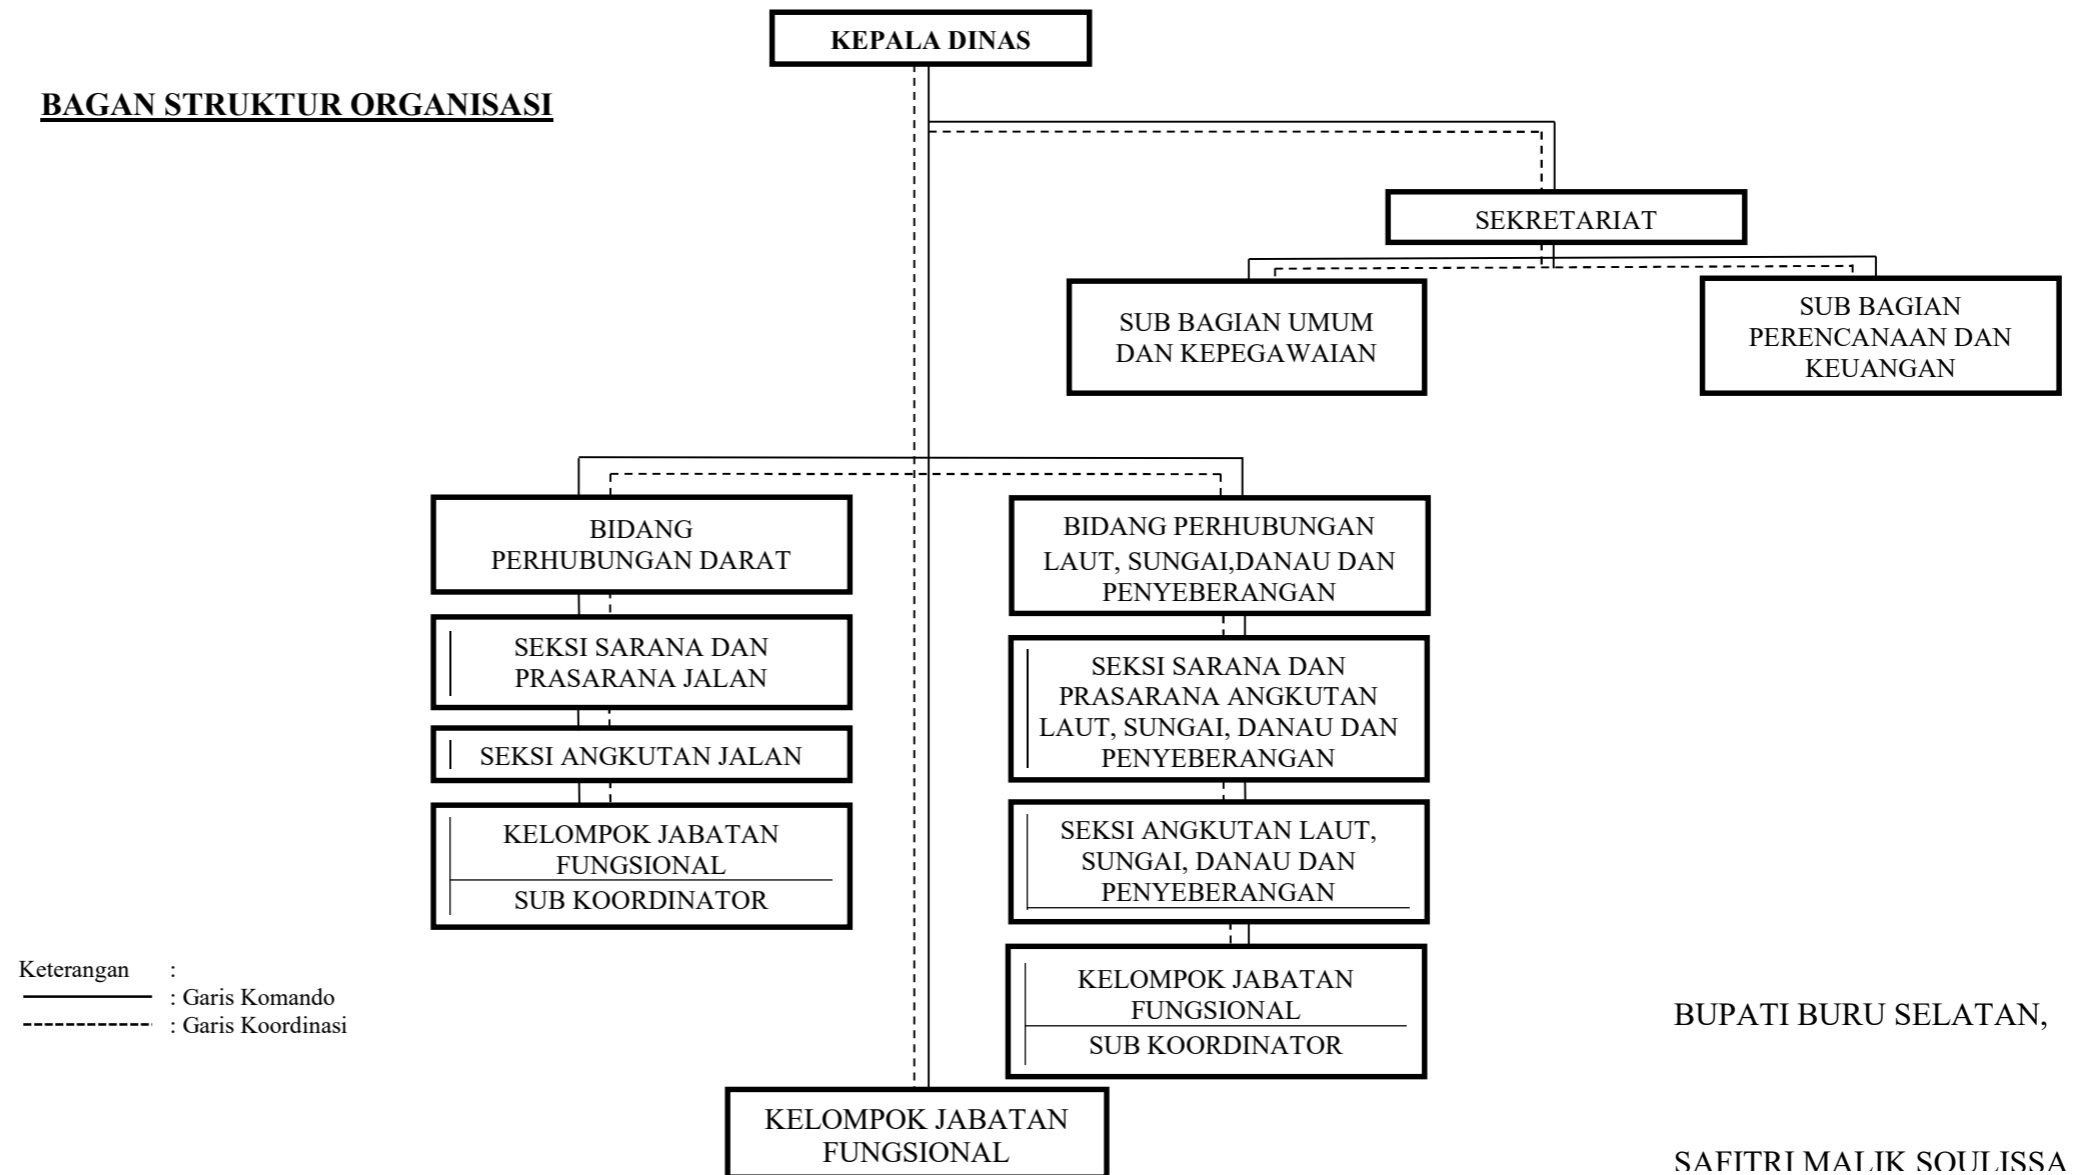 KEPALA DINAS
BAGAN STRUKTUR ORGANISASI
SEKRETARIAT
SUB BAGIAN UMUM
DAN KEPEGAWAIAN
SUB BAGIAN
PERENCANAAN DAN
KEUANGAN
BIDANG
PERHUBUNGAN DARAT
SEKSI SARANA DAN
PRASARANA JALAN
SEKSI ANGKUTAN JALAN
KELOMPOK JABATAN
FUNGSIONAL
SUB KOORDINATOR
BIDANG PERHUBUNGAN
LAUT, SUNGAI,DANAU DAN
PENYEBERANGAN
SEKSI SARANA DAN
PRASARANA ANGKUTAN
LAUT, SUNGAI, DANAU DAN
PENYEBERANGAN
SEKSI ANGKUTAN LAUT,
SUNGAI, DANAU DAN
PENYEBERANGAN
KELOMPOK JABATAN
FUNGSIONAL
SUB KOORDINATOR
Keterangan :
: Garis Komando
: Garis Koordinasi
KELOMPOK JABATAN
FUNGSIONAL
BUPATI BURU SELATAN,
SAFITRI MALIK SOULISSA